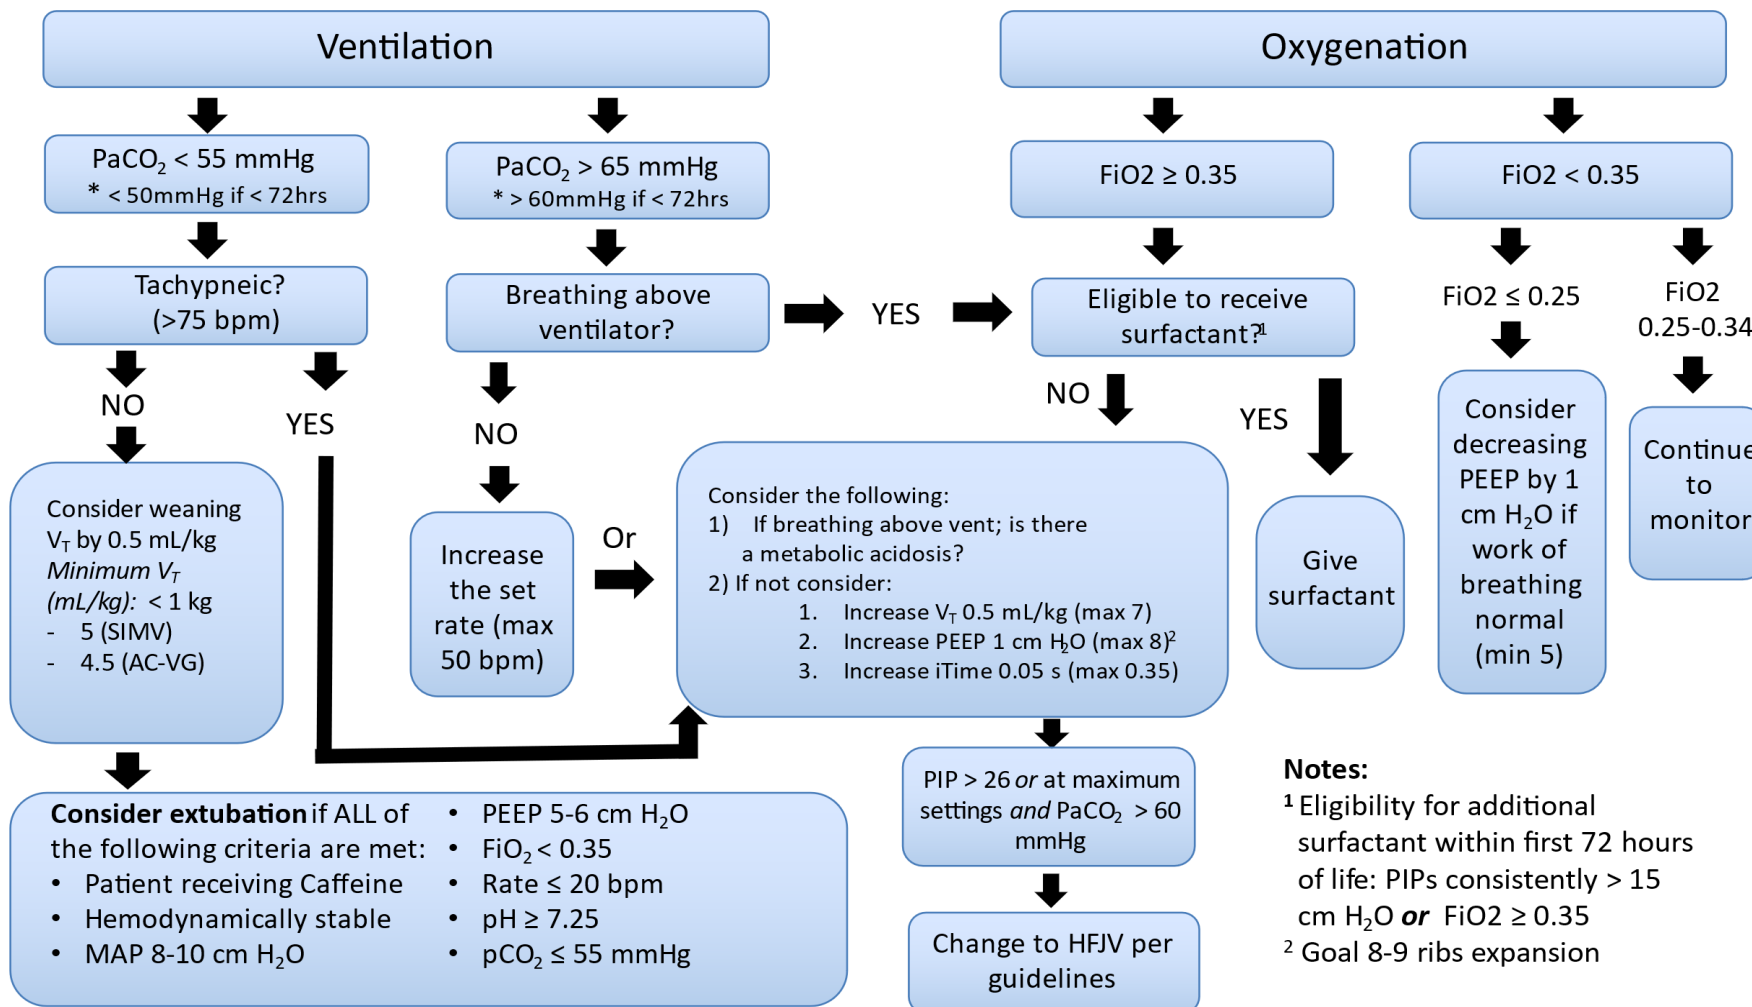 Ventilation
Oxygenation
PaCO₂ < 55 mmHg
* < 50mmHg if < 72hrs
PaCO₂ > 65 mmHg
* > 60mmHg if < 72hrs
FiO2 ≥ 0.35
FiO2 < 0.35
Tachypneic?
(>75 bpm)
Breathing above
ventilator?
YES
Eligible to receive
surfactant?¹
FiO2 ≤ 0.25
FiO2
0.25-0.34
NO
YES
NO
NO
YES
Consider weaning
V_T by 0.5 mL/kg
Minimum V_T
(mL/kg): < 1 kg
- 5 (SIMV)
- 4.5 (AC-VG)
Increase
the set
rate (max
50 bpm)
Or
Consider the following:
1) If breathing above vent; is there
a metabolic acidosis?
2) If not consider:
1. Increase V_T 0.5 mL/kg (max 7)
2. Increase PEEP 1 cm H₂O (max 8)²
3. Increase iTime 0.05 s (max 0.35)
Give
surfactant
Consider
decreasing
PEEP by 1
cm H₂O if
work of
breathing
normal
(min 5)
Continue
to
monitor
Consider extubation if ALL of
the following criteria are met:
• Patient receiving Caffeine
• Hemodynamically stable
• MAP 8-10 cm H₂O
• PEEP 5-6 cm H₂O
• FiO₂ < 0.35
• Rate ≤ 20 bpm
• pH ≥ 7.25
• pCO₂ ≤ 55 mmHg
PIP > 26 or at maximum
settings and PaCO₂ > 60
mmHg
Change to HFJV per
guidelines
Notes:
¹ Eligibility for additional
surfactant within first 72 hours
of life: PIPs consistently > 15
cm H₂O or FiO2 ≥ 0.35
² Goal 8-9 ribs expansion